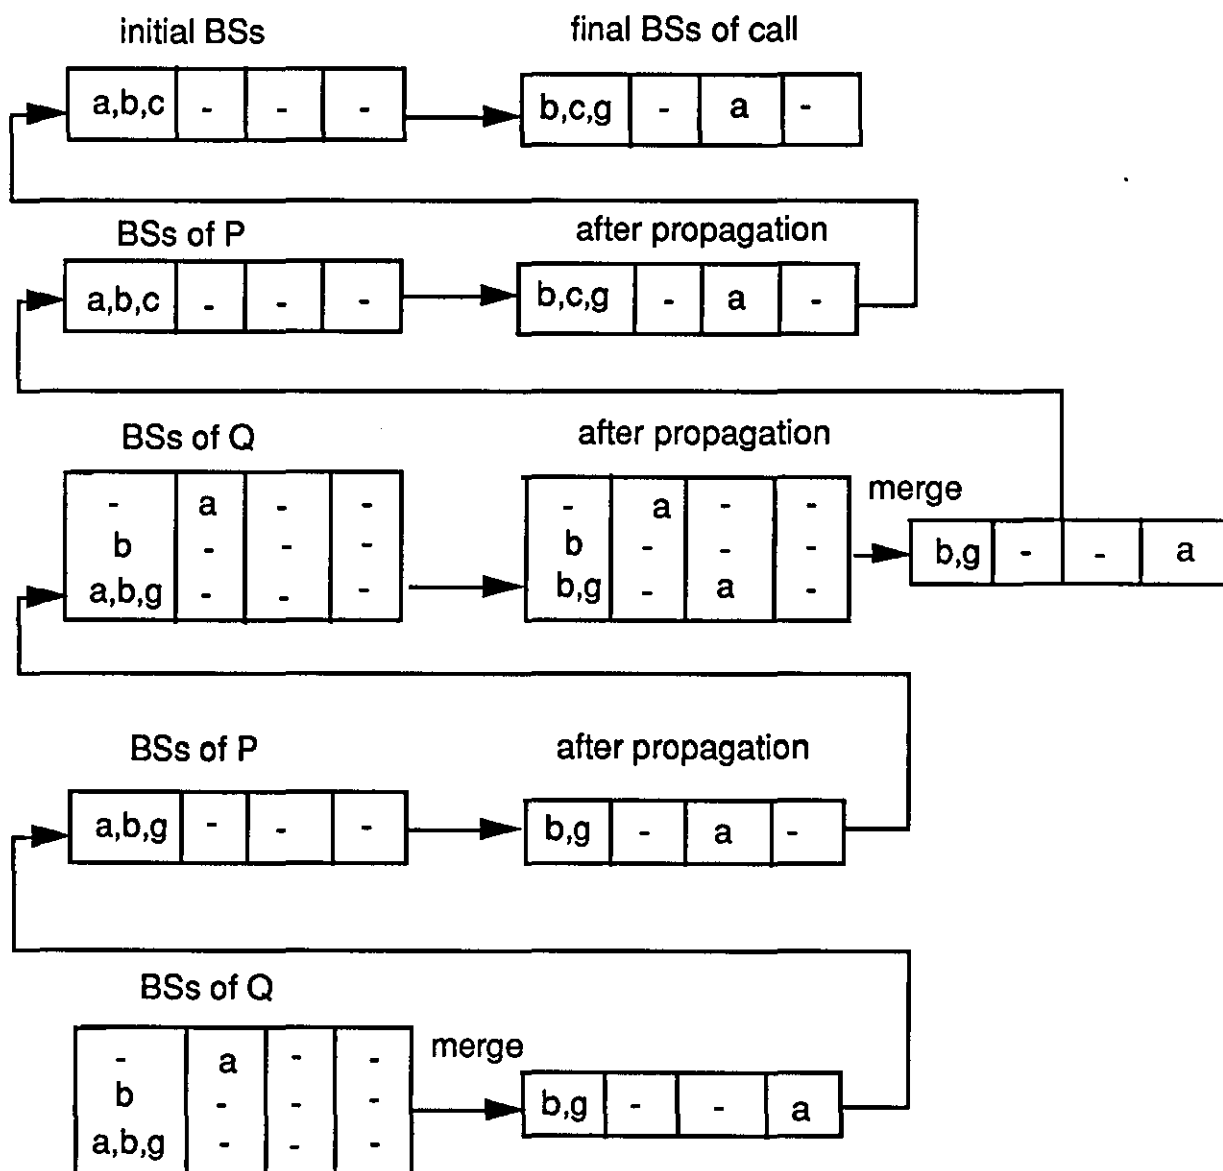 initial BSs final BSs of call
a,b,c - - - b,c,g - a -
BSs of P after propagation
a,b,c - - - b,c,g - a -
BSs of Q after propagation
merge
- a - - - a - -
b - - - b - - - b,g - - a
a,b,g - - - b,g - a -
BSs of P after propagation
a,b,g - - - b,g - a -
BSs of Q
merge
- a - -
b - - - b,g - - a
a,b,g - - -